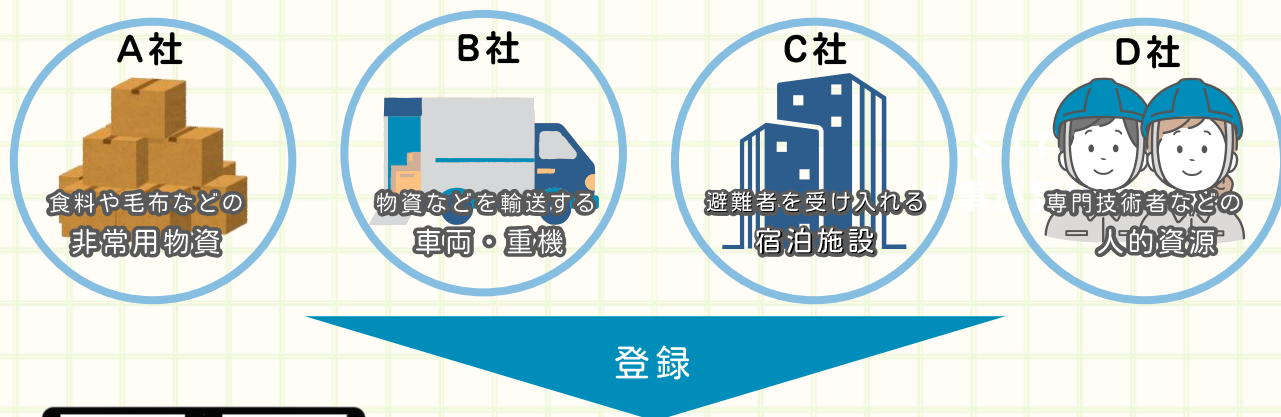 A社
食料や毛布などの
非常用物資
B社
物資などを輸送する
車両・重機
C社
避難者を受け入れる
宿泊施設
D社
専門技術者などの
人的資源
登録